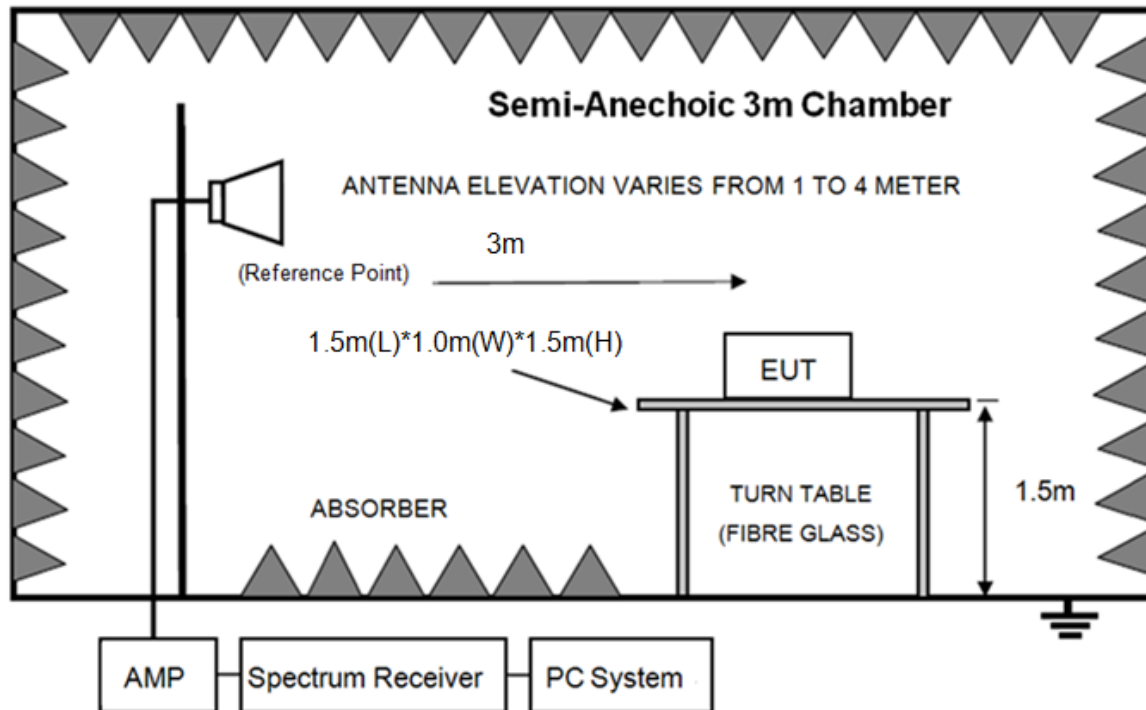 Semi-Anechoic 3m Chamber
ANTENNA ELEVATION VARIES FROM 1 TO 4 METER
3m
(Reference Point)
1.5m(L)*1.0m(W)*1.5m(H)
EUT
ABSORBER
TURN TABLE
(FIBRE GLASS)
1.5m
AMP
Spectrum Receiver
PC System